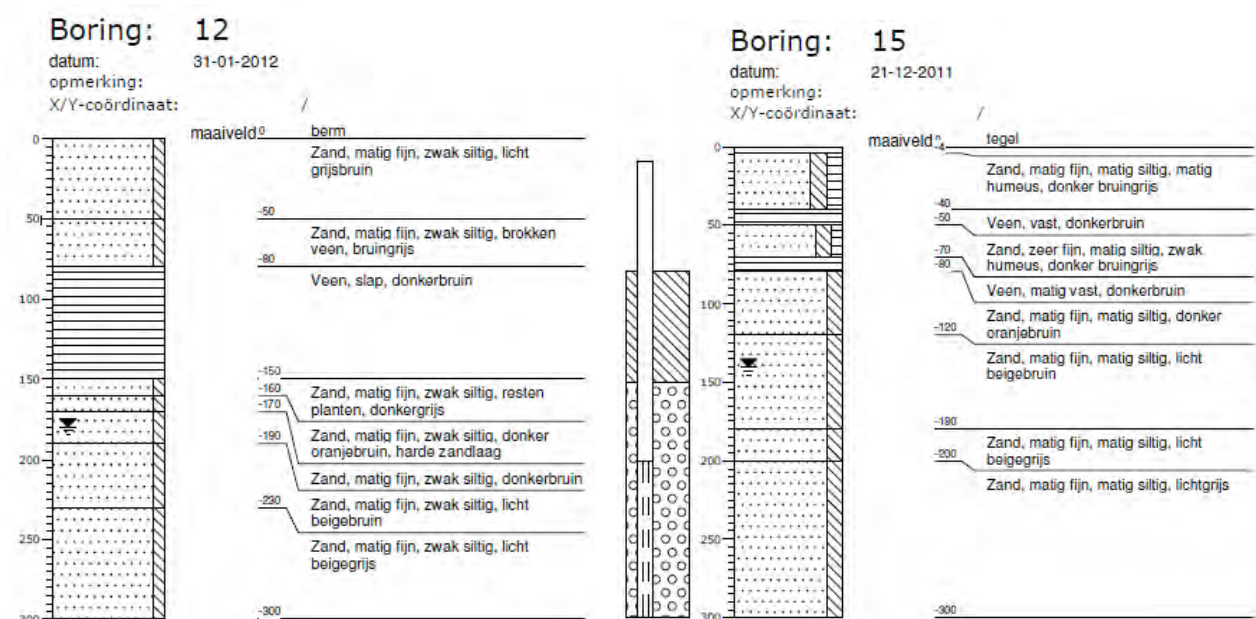 Boring: 12
datum: 31-01-2012
opmerking:
X/Y-coördinaat: /
maaiveld 0 berm
Zand, matig fijn, zwak siltig, licht
grijsbruin
-50
Zand, matig fijn, zwak siltig, brokken
veen, bruingrijs
-80
Veen, slap, donkerbruin
-150
Zand, matig fijn, zwak siltig, resten
planten, donkergrijs
-160
Zand, matig fijn, zwak siltig, donker
oranjebruin, harde zandlaag
-170
Zand, matig fijn, zwak siltig, donkerbruin
-190
Zand, matig fijn, zwak siltig, licht
beigebruin
-230
Zand, matig fijn, zwak siltig, licht
beigegrijs
-300
0
50
100
150
200
250
300
Boring: 15
datum: 21-12-2011
opmerking:
X/Y-coördinaat: /
maaiveld 0 tegel
-4
Zand, matig fijn, matig siltig, matig
humeus, donker bruingrijs
-40
Veen, vast, donkerbruin
-50
Zand, zeer fijn, matig siltig, zwak
humeus, donker bruingrijs
-70
Veen, matig vast, donkerbruin
-80
Zand, matig fijn, matig siltig, donker
oranjebruin
-120
Zand, matig fijn, matig siltig, licht
beigebruin
-190
Zand, matig fijn, matig siltig, licht
beigegrijs
-200
Zand, matig fijn, matig siltig, lichtgrijs
-300
0
50
100
150
200
250
300